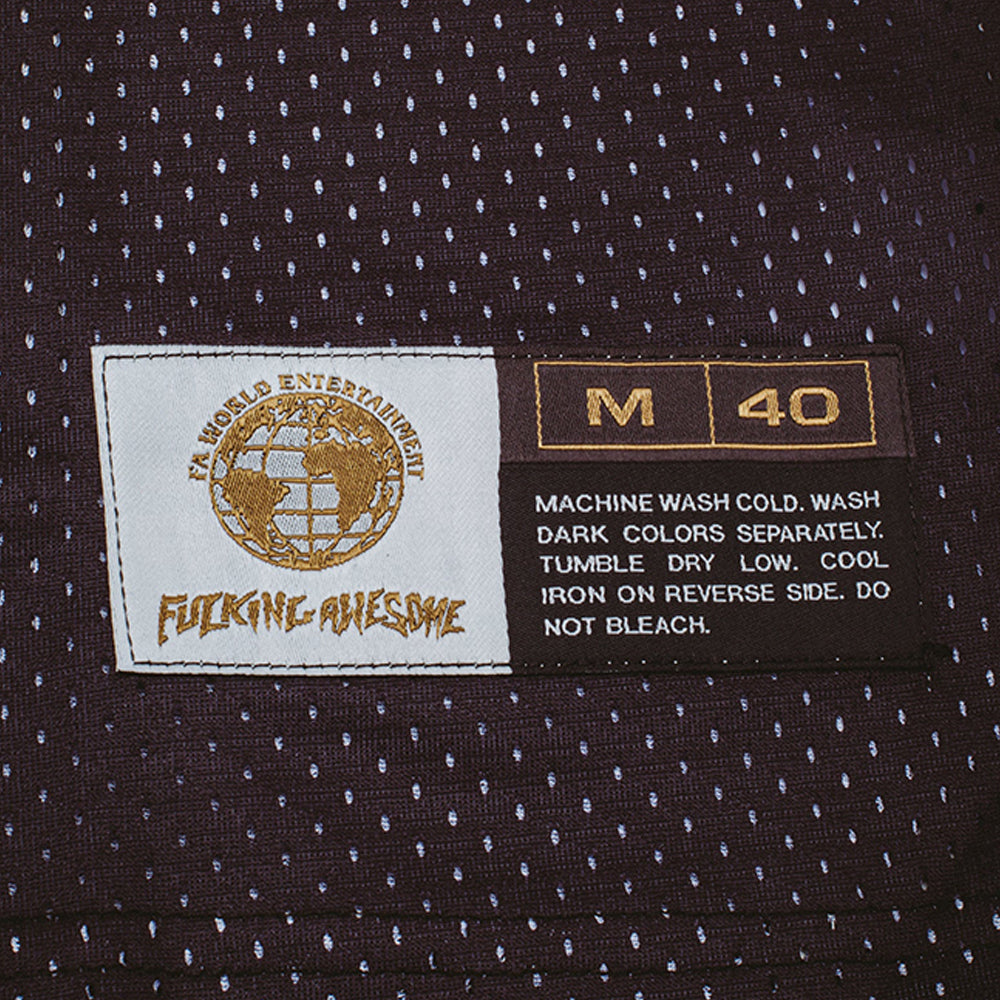 FA WORLD ENTERTAINMENT
FUCKING AWESOME
M 40
MACHINE WASH COLD. WASH
DARK COLORS SEPARATELY.
TUMBLE DRY LOW. COOL
IRON ON REVERSE SIDE. DO
NOT BLEACH.